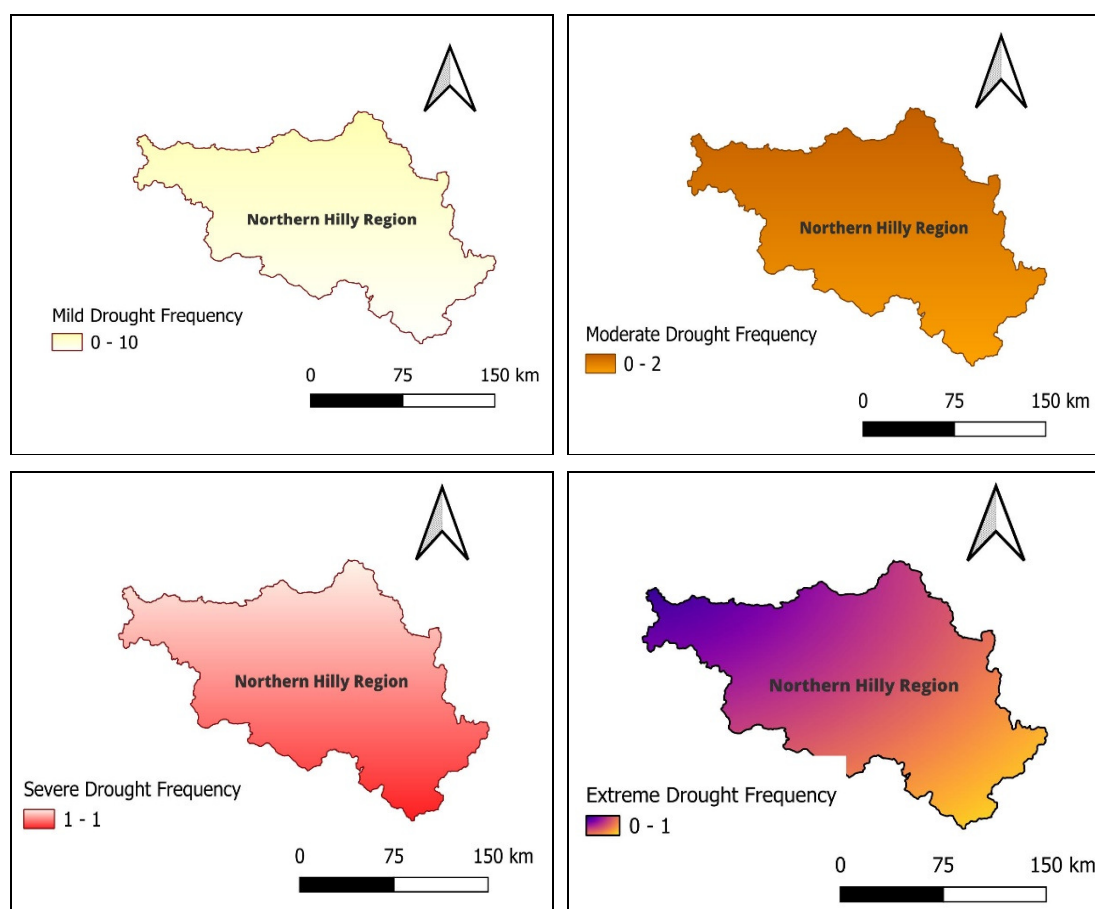 Northern Hilly Region
Mild Drought Frequency
0 - 10
0 75 150 km
Northern Hilly Region
Moderate Drought Frequency
0 - 2
0 75 150 km
Northern Hilly Region
Severe Drought Frequency
1 - 1
0 75 150 km
Northern Hilly Region
Extreme Drought Frequency
0 - 1
0 75 150 km